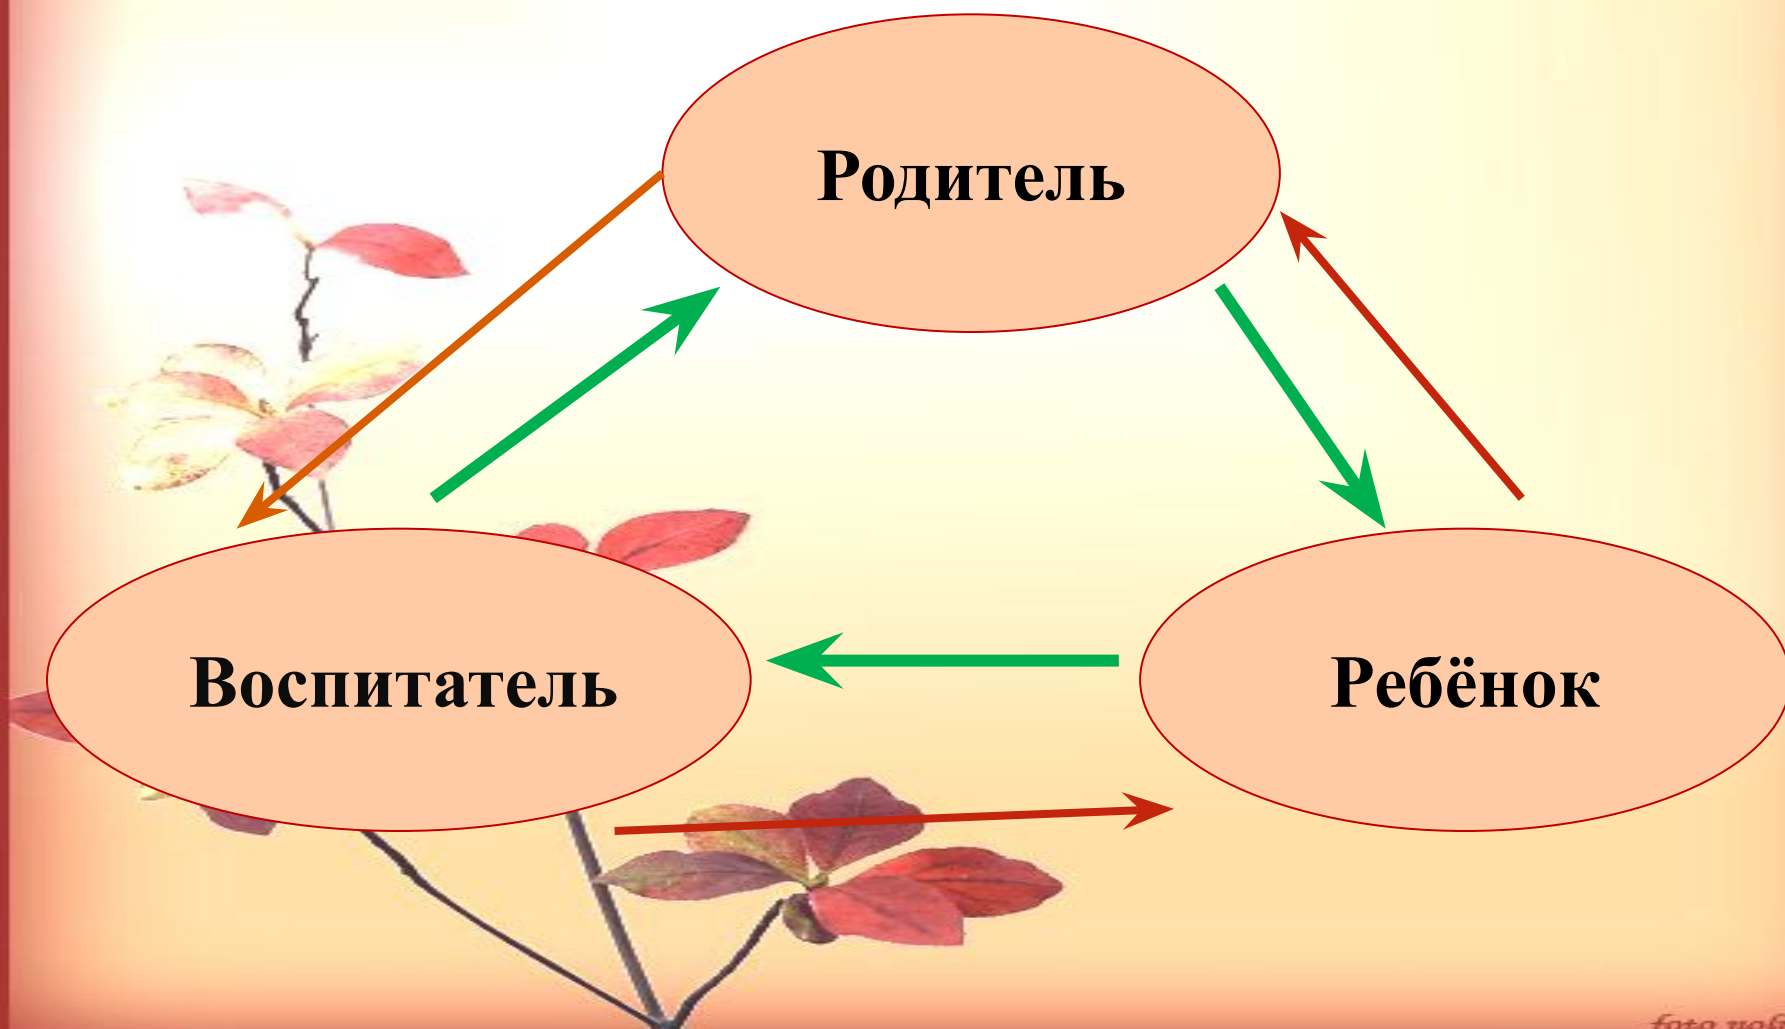 Родитель
Воспитатель
Ребёнок